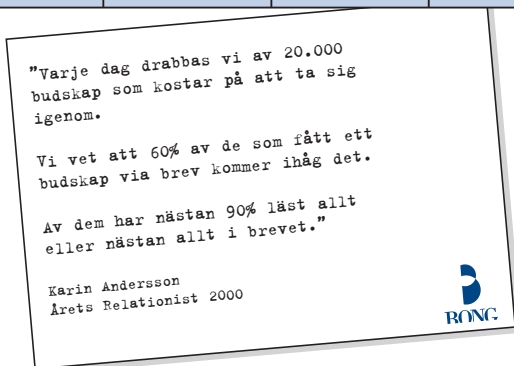 "Varje dag drabbas vi av 20.000
budskap som kostar på att ta sig
igenom.
Vi vet att 60% av de som fått ett
budskap via brev kommer ihåg det.
Av dem har nästan 90% läst allt
eller nästan allt i brevet."
Karin Andersson
Årets Relationist 2000
BONG